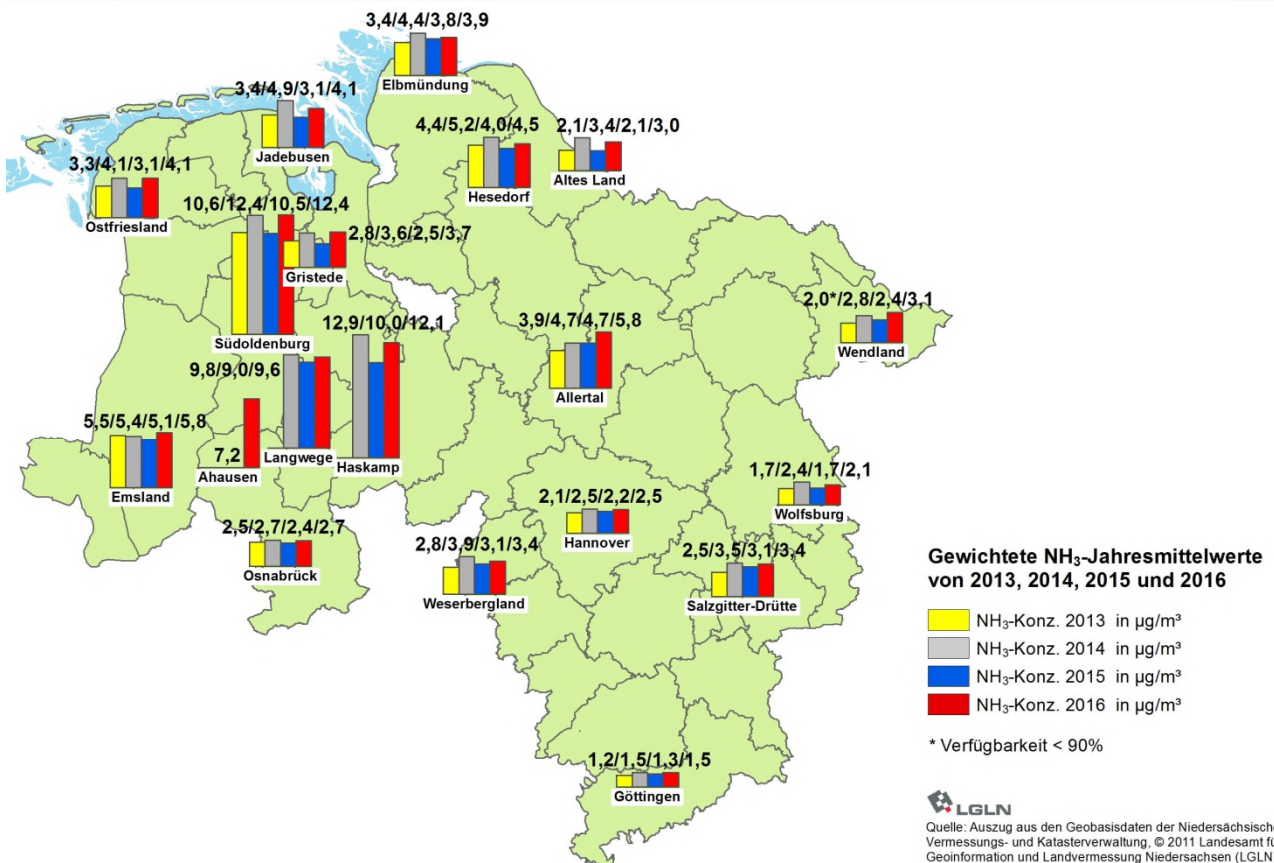 3,4/4,4/3,8/3,9
Elbmündung
3,4/4,9/3,1/4,1
Jadebusen
4,4/5,2/4,0/4,5
Hesedorf
2,1/3,4/2,1/3,0
Altes Land
3,3/4,1/3,1/4,1
Ostfriesland
10,6/12,4/10,5/12,4
Südoldenburg
2,8/3,6/2,5/3,7
Gristede
2,0*/2,8/2,4/3,1
Wendland
12,9/10,0/12,1
Haskamp
3,9/4,7/4,7/5,8
Allertal
9,8/9,0/9,6
Langwege
5,5/5,4/5,1/5,8
Emsland
7,2
Ahausen
1,7/2,4/1,7/2,1
Wolfsburg
2,1/2,5/2,2/2,5
Hannover
2,5/2,7/2,4/2,7
Osnabrück
2,8/3,9/3,1/3,4
Weserbergland
2,5/3,5/3,1/3,4
Salzgitter-Drütte
1,2/1,5/1,3/1,5
Göttingen
Gewichtete NH₃-Jahresmittelwerte
von 2013, 2014, 2015 und 2016
NH₃-Konz. 2013 in µg/m³
NH₃-Konz. 2014 in µg/m³
NH₃-Konz. 2015 in µg/m³
NH₃-Konz. 2016 in µg/m³
* Verfügbarkeit < 90%
LGLN
Quelle: Auszug aus den Geobasisdaten der Niedersächsische
Vermessungs- und Katasterverwaltung, © 2011 Landesamt fü
Geoinformation und Landvermessung Niedersachsen (LGLN